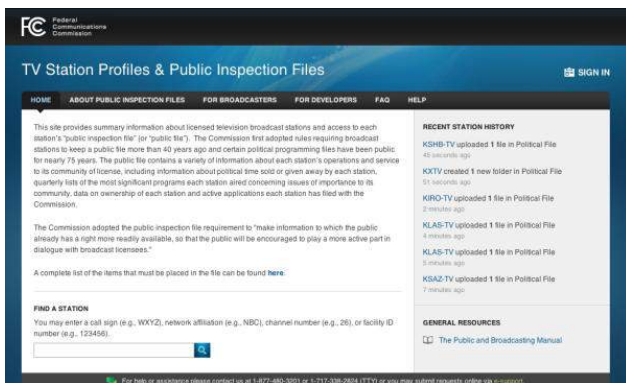 FCC Federal
Communications
Commission
TV Station Profiles & Public Inspection Files
SIGN IN
HOME ABOUT PUBLIC INSPECTION FILES FOR BROADCASTERS FOR DEVELOPERS FAQ HELP
This site provides summary information about licensed television broadcast stations and access to each
station's "public inspection file" (or "public file"). The Commission first adopted rules requiring broadcast
stations to keep a public file more than 40 years ago and certain political programming files have been public
for nearly 75 years. The public file contains a variety of information about each station's operations and service
to its community of license, including information about political time sold or given away by each station,
quarterly lists of the most significant programs each station aired concerning issues of importance to its
community, data on ownership of each station and active applications each station has filed with the
Commission.
The Commission adopted the public inspection file requirement to "make information to which the public
already has a right more readily available, so that the public will be encouraged to play a more active part in
dialogue with broadcast licensees."
A complete list of the items that must be placed in the file can be found here.
FIND A STATION
You may enter a call sign (e.g., WXYZ), network affiliation (e.g., NBC), channel number (e.g., 26), or facility ID
number (e.g., 123456).
RECENT STATION HISTORY
KSHB-TV uploaded 1 file in Political File
45 seconds ago
KXTV created 1 new folder in Political File
51 seconds ago
KIRO-TV uploaded 1 file in Political File
2 minutes ago
KLAS-TV uploaded 1 file in Political File
4 minutes ago
KLAS-TV uploaded 1 file in Political File
5 minutes ago
KSAZ-TV uploaded 1 file in Political File
7 minutes ago
GENERAL RESOURCES
The Public and Broadcasting Manual
For help or assistance please contact us at 1-877-480-3201 or 1-717-338-2824 (TTY) or you may submit requests online via e-support.